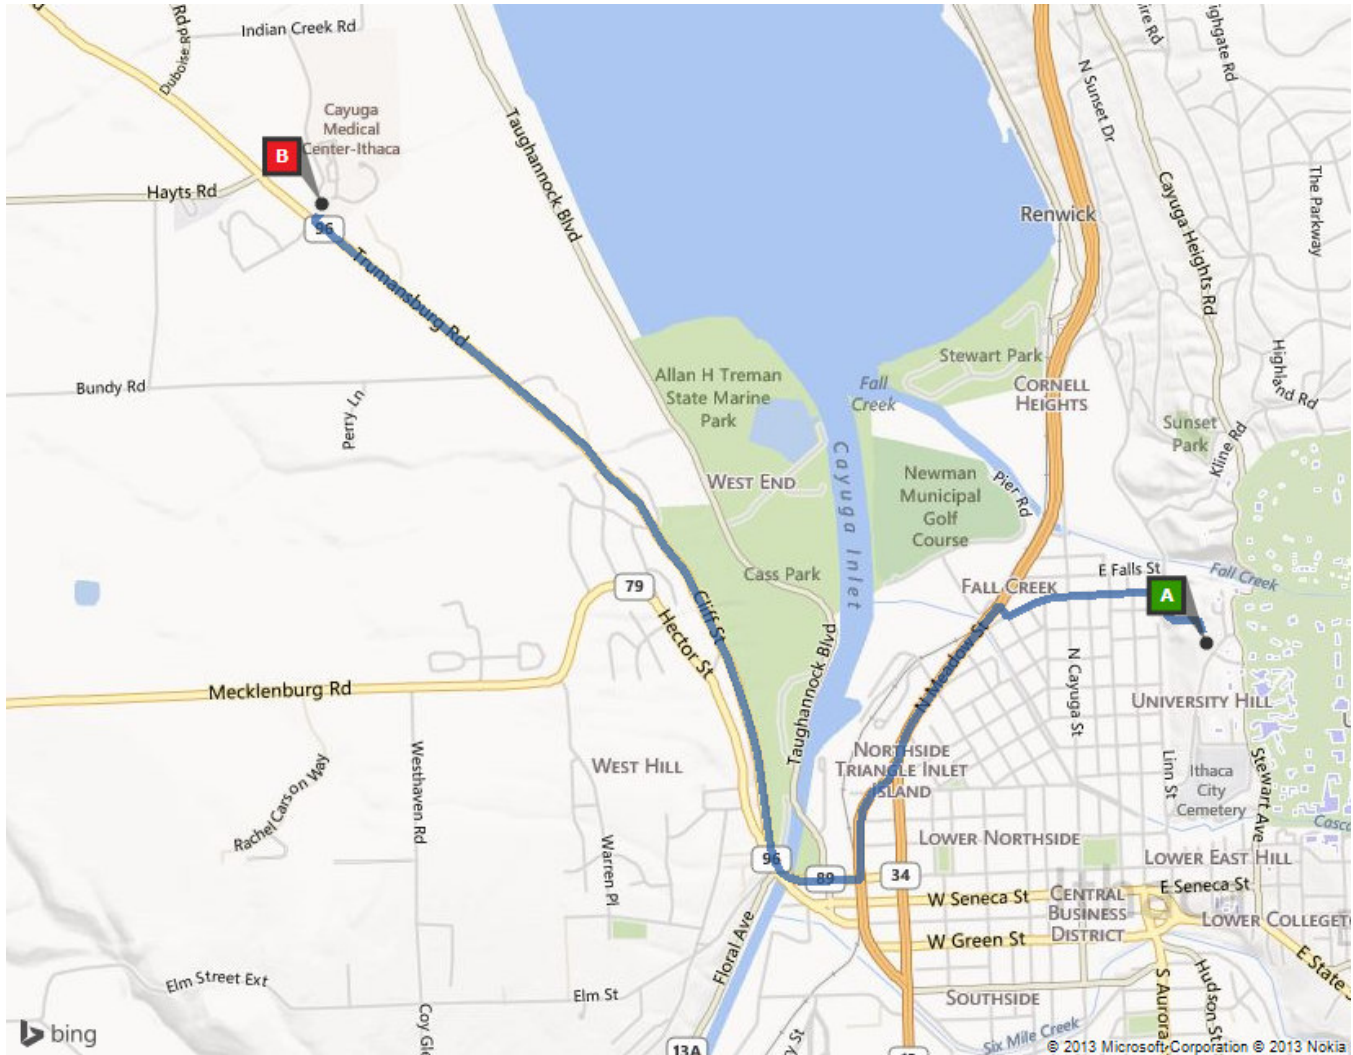 Rd
Indian Creek Rd
Duboise Rd
Cayuga
Medical
Center-Ithaca
B
Hayts Rd
96
Trumansburg Rd
Taughannock Blvd
Bundy Rd
Perry Ln
N Sunset Dr
Highgate Rd
The Parkway
Cayuga Heights Rd
Renwick
Stewart Park
Fall
Creek
CORNELL
HEIGHTS
Highland Rd
Sunset
Park
Kline Rd
Allan H Treman
State Marine
Park
WEST END
Cayuga Inlet
Newman
Municipal
Golf
Course
Pier Rd
Cass Park
FALL CREEK
E Falls St
Fall Creek
A
79
Hector St
Cliff St
Taughannock Blvd
N Meadow St
N Cayuga St
UNIVERSITY HILL
Mecklenburg Rd
Westhaven Rd
Rachel Carson Way
WEST HILL
Warren Pl
NORTHSIDE
TRIANGLE INLET
ISLAND
Linn St
Ithaca
City
Cemetery
Stewart Ave
LOWER NORTHSIDE
LOWER EAST HILL
96
89
34
W Seneca St
E Seneca St
CENTRAL
BUSINESS
DISTRICT
W Green St
E State
Floral Ave
Elm Street Ext
Elm St
SOUTHSIDE
S Aurora
Hudson St
Six Mile Creek
13A
bing
© 2013 Microsoft Corporation © 2013 Nokia